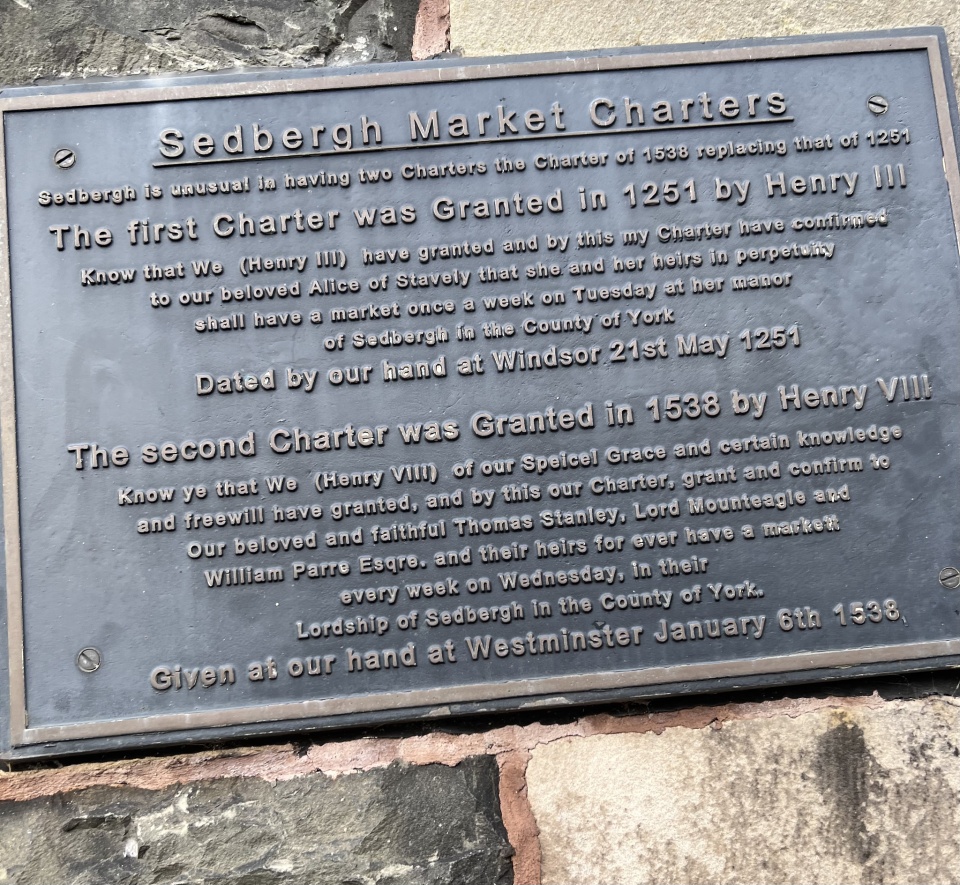 Sedbergh Market Charters
Sedbergh is unusual in having two Charters the Charter of 1538 replacing that of 1251
The first Charter was Granted in 1251 by Henry III
Know that We (Henry III) have granted and by this my Charter have confirmed
to our beloved Alice of Stavely that she and her heirs in perpetuity
shall have a market once a week on Tuesday at her manor
of Sedbergh in the County of York
Dated by our hand at Windsor 21st May 1251
The second Charter was Granted in 1538 by Henry VIII
Know ye that We (Henry VIII) of our Speicel Grace and certain knowledge
and freewill have granted, and by this our Charter, grant and confirm to
Our beloved and faithful Thomas Stanley, Lord Mounteagle and
William Parre Esqre. and their heirs for ever have a markett
every week on Wednesday, in their
Lordship of Sedbergh in the County of York.
Given at our hand at Westminster January 6th 1538,